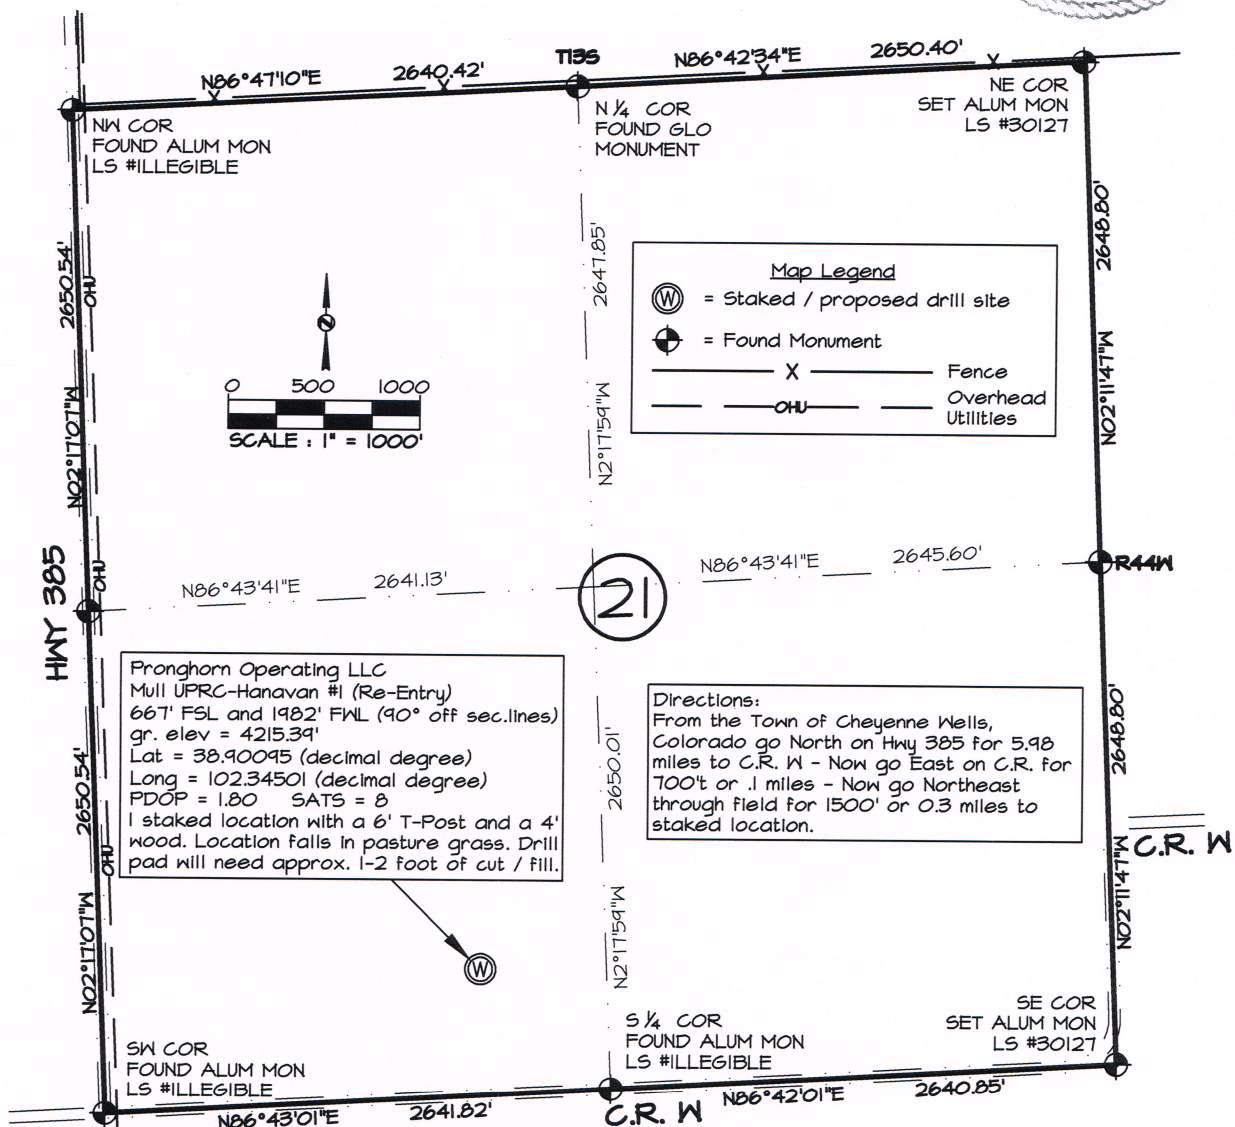 N86°47'10"E 2640.42' T13S N86°42'34"E 2650.40'
NW COR
FOUND ALUM MON
LS #ILLEGIBLE
N ¼ COR
FOUND GLO
MONUMENT
NE COR
SET ALUM MON
LS #30127
2650.54'
OHU
N02°17'07"W
2647.85'
N2°17'59"W
2648.80'
N02°11'47"W
Map Legend
W = Staked / proposed drill site
= Found Monument
X Fence
OHU Overhead
Utilities
N
0 500 1000
SCALE : 1" = 1000'
HWY 385
OHU
N86°43'41"E 2641.13'
21
N86°43'41"E 2645.60'
R44W
Pronghorn Operating LLC
Mull UPRC-Hanavan #1 (Re-Entry)
667' FSL and 1982' FWL (90° off sec.lines)
gr. elev = 4215.39'
Lat = 38.90095 (decimal degree)
Long = 102.34501 (decimal degree)
PDOP = 1.80 SATS = 8
I staked location with a 6' T-Post and a 4'
wood. Location falls in pasture grass. Drill
pad will need approx. 1-2 foot of cut / fill.
Directions:
From the Town of Cheyenne Wells,
Colorado go North on Hwy 385 for 5.98
miles to C.R. W - Now go East on C.R. for
700't or .1 miles - Now go Northeast
through field for 1500' or 0.3 miles to
staked location.
2650.54'
OHU
N02°17'07"W
2650.01'
N2°17'59"W
2648.80'
N02°11'47"W
C.R. W
W
SW COR
FOUND ALUM MON
LS #ILLEGIBLE
S ¼ COR
FOUND ALUM MON
LS #ILLEGIBLE
SE COR
SET ALUM MON
LS #30127
N86°43'01"E 2641.82' C.R. W N86°42'01"E 2640.85'